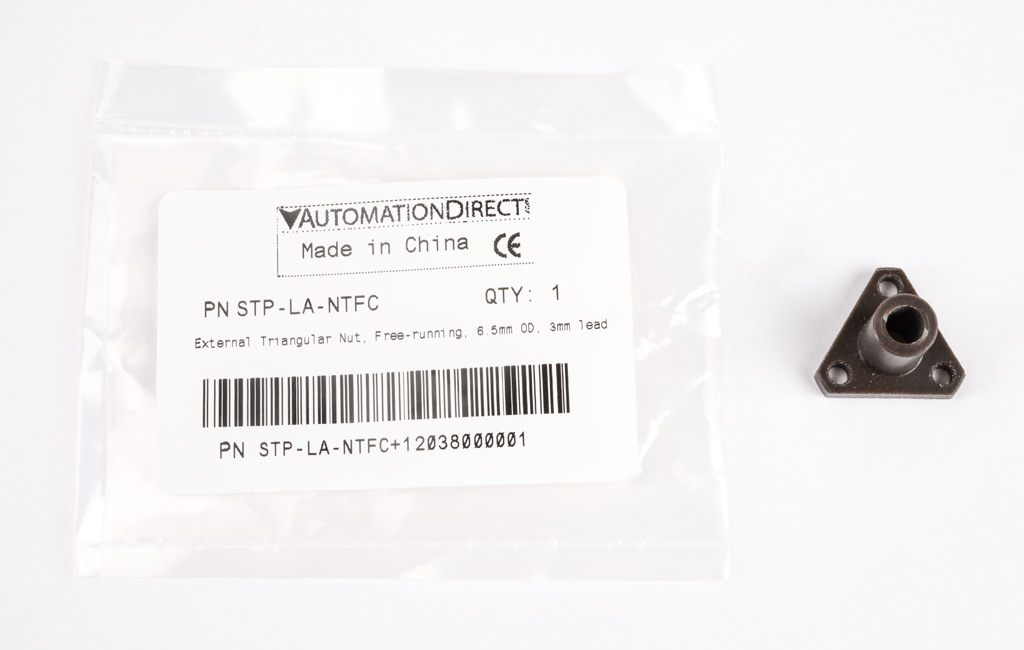 AUTOMATIONDIRECT
Made in China CE
PN STP-LA-NTFC QTY: 1
External Triangular Nut, Free-running, 6.5mm OD, 3mm lead
PN STP-LA-NTFC+12038000001